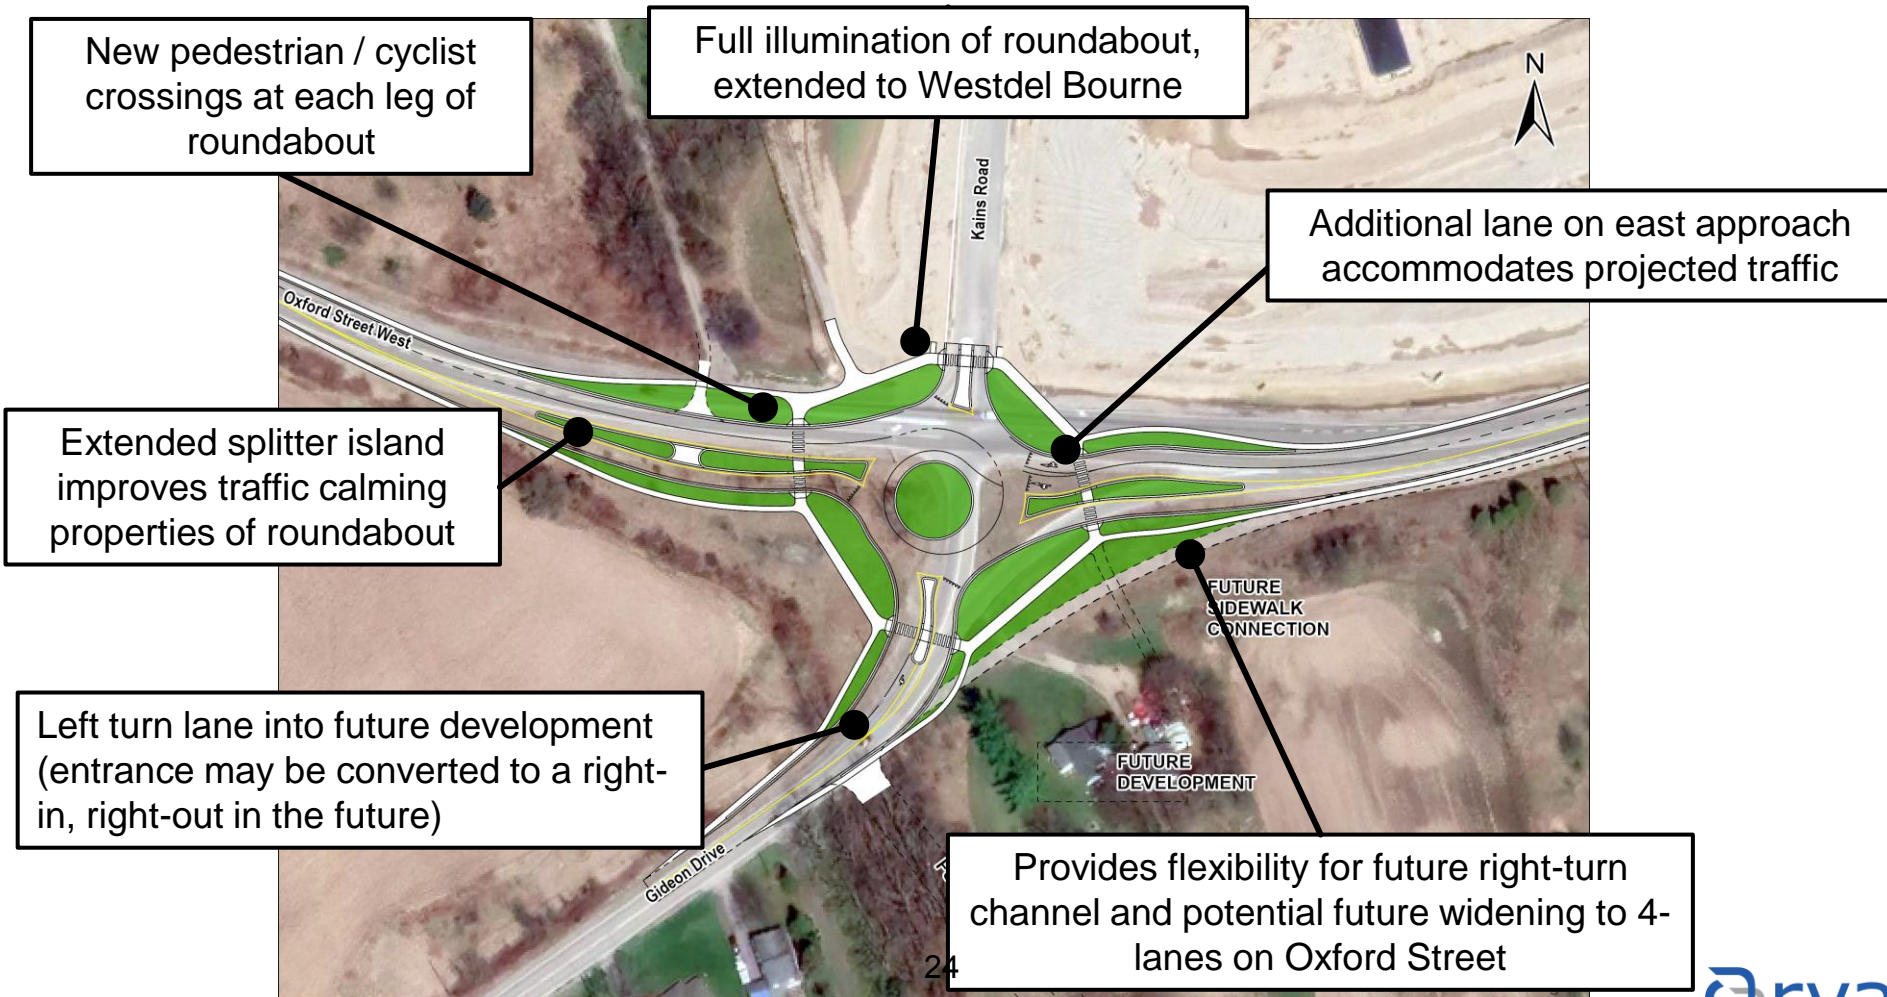 New pedestrian / cyclist
crossings at each leg of
roundabout
Full illumination of roundabout,
extended to Westdel Bourne
N
Kains Road
Additional lane on east approach
accommodates projected traffic
Oxford Street West
Extended splitter island
improves traffic calming
properties of roundabout
FUTURE
SIDEWALK
CONNECTION
Left turn lane into future development
(entrance may be converted to a right-
in, right-out in the future)
FUTURE
DEVELOPMENT
Gideon Drive
Provides flexibility for future right-turn
channel and potential future widening to 4-
lanes on Oxford Street
24